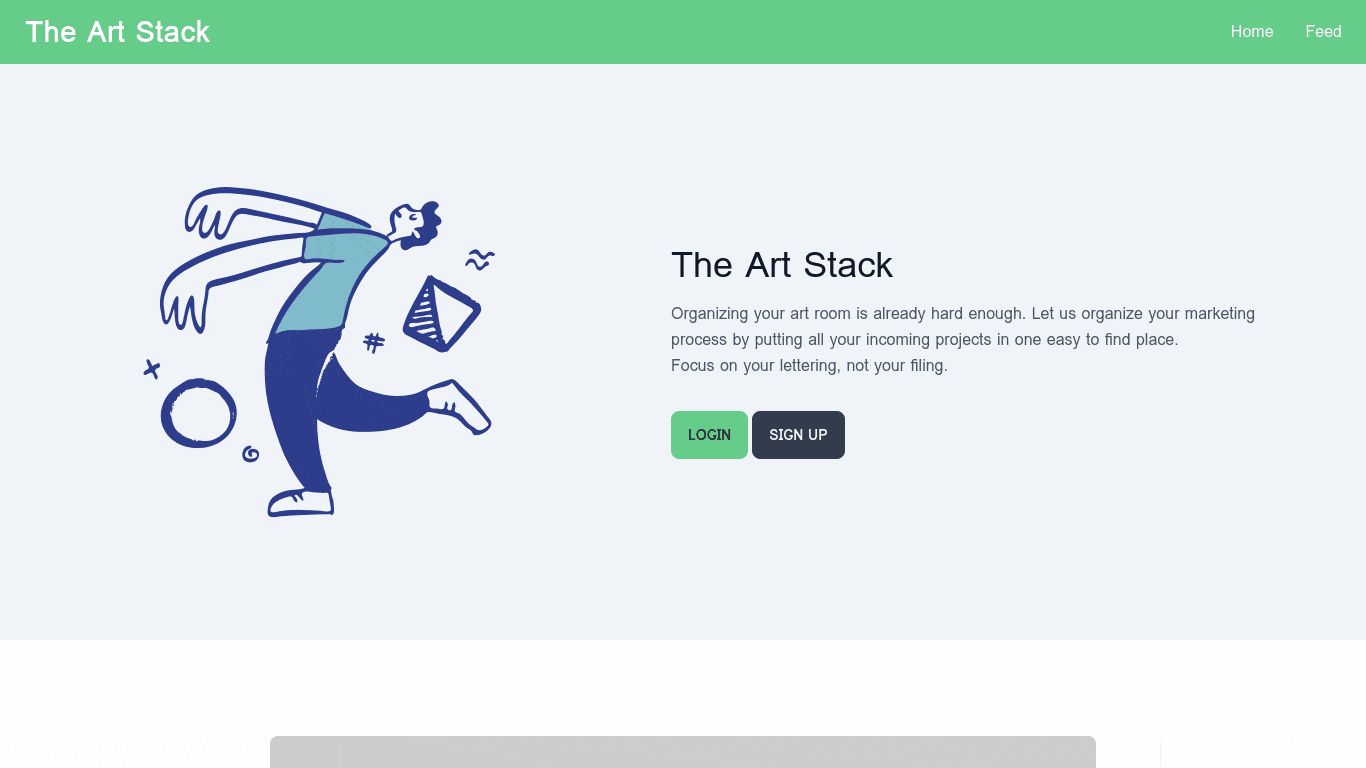 The Art Stack
Home
Feed
The Art Stack
Organizing your art room is already hard enough. Let us organize your marketing
process by putting all your incoming projects in one easy to find place.
Focus on your lettering, not your filing.
LOGIN
SIGN UP